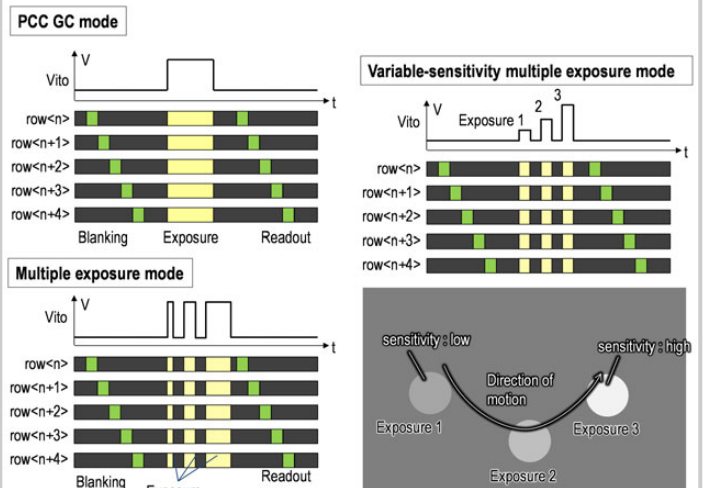 PCC GC mode
V
Vito
t
row<n>
row<n+1>
row<n+2>
row<n+3>
row<n+4>
Blanking Exposure Readout
Multiple exposure mode
V
Vito
t
row<n>
row<n+1>
row<n+2>
row<n+3>
row<n+4>
Blanking
Readout
Variable-sensitivity multiple exposure mode
V
Vito
Exposure 1 2 3
t
row<n>
row<n+1>
row<n+2>
row<n+3>
row<n+4>
sensitivity : low
sensitivity : high
Direction of
motion
Exposure 1
Exposure 3
Exposure 2